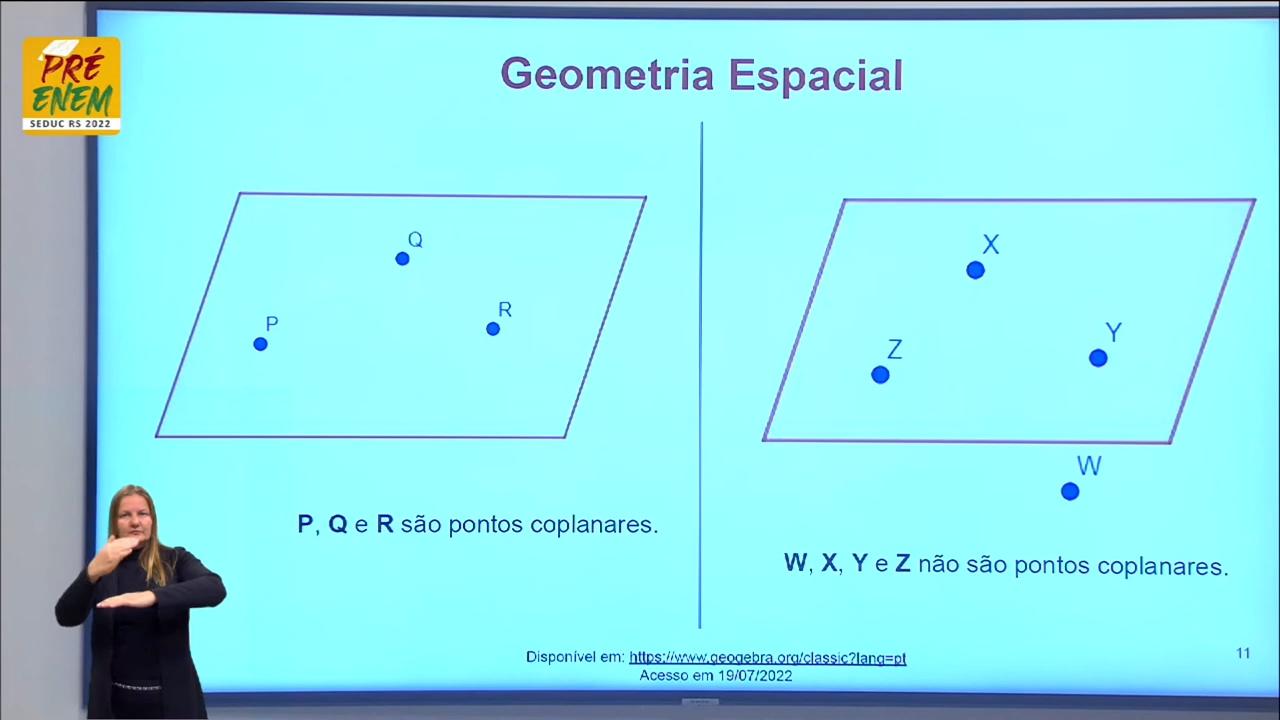 PRÉ
ENEM
SEDUC RS 2022
Geometria Espacial
Q
P
R
X
Z
Y
W
P, Q e R são pontos coplanares.
W, X, Y e Z não são pontos coplanares.
Disponível em: https://www.geogebra.org/classic?lang=pt
Acesso em 19/07/2022
11